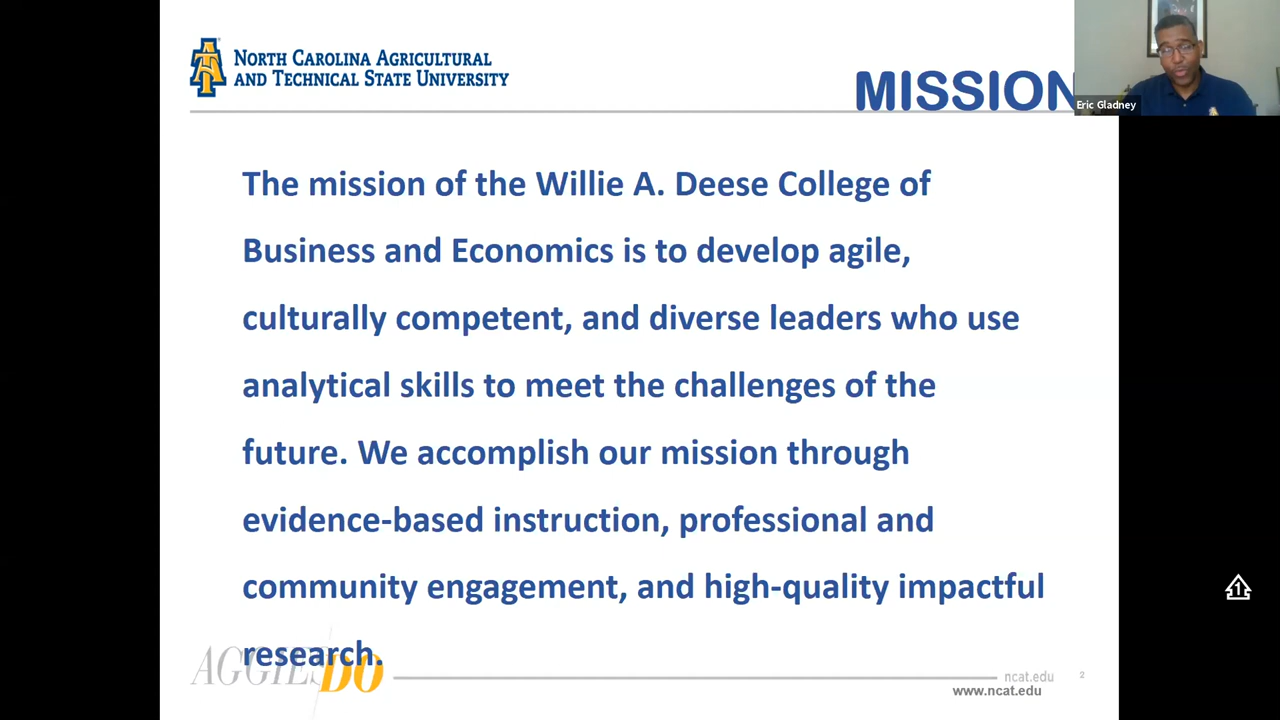 North Carolina Agricultural
and Technical State University
MISSION
Eric Gladney
The mission of the Willie A. Deese College of
Business and Economics is to develop agile,
culturally competent, and diverse leaders who use
analytical skills to meet the challenges of the
future. We accomplish our mission through
evidence-based instruction, professional and
community engagement, and high-quality impactful
research.
AGGIES DO
ncat.edu
2
www.ncat.edu
1